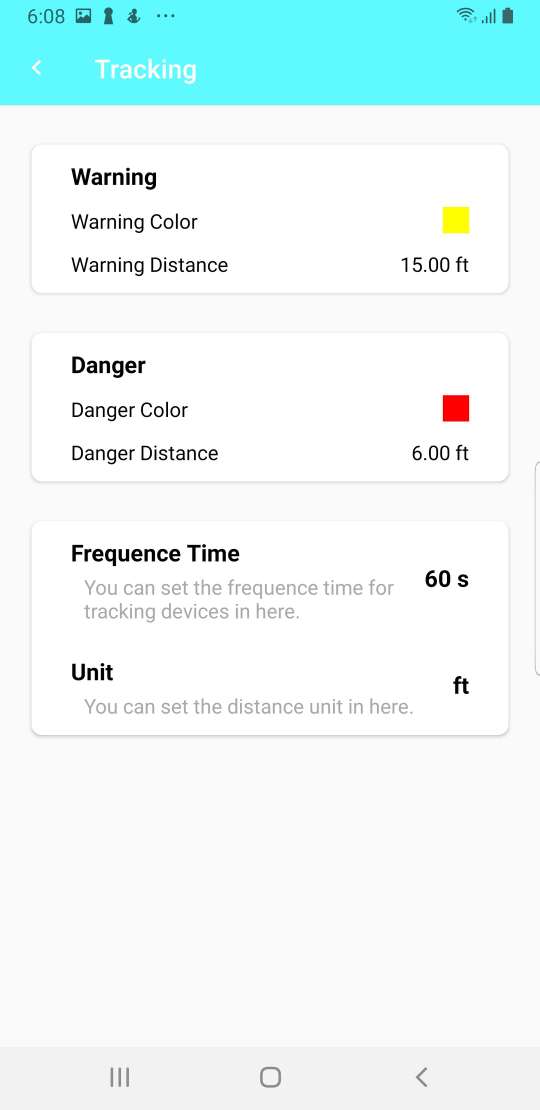 6:08
Tracking
Warning
Warning Color
Warning Distance 15.00 ft
Danger
Danger Color
Danger Distance 6.00 ft
Frequence Time
You can set the frequence time for
tracking devices in here.
60 s
Unit
You can set the distance unit in here.
ft